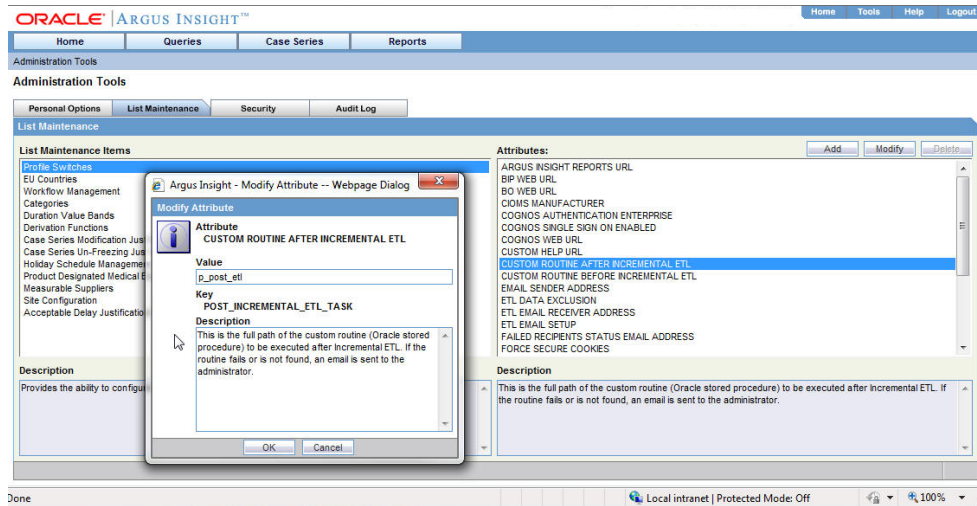 Home Tools Help Logout
ORACLE® ARGUS INSIGHT™
Home Queries Case Series Reports
Administration Tools
Administration Tools
Personal Options List Maintenance Security Audit Log
List Maintenance
List Maintenance Items
Profile Switches
EU Countries
Workflow Management
Categories
Duration Value Bands
Derivation Functions
Case Series Modification Jus
Case Series Un-Freezing Jus
Holiday Schedule Manageme
Product Designated Medical E
Measurable Suppliers
Site Configuration
Acceptable Delay Justificatio
Description
Provides the ability to configu
Argus Insight - Modify Attribute -- Webpage Dialog
Modify Attribute
Attribute
CUSTOM ROUTINE AFTER INCREMENTAL ETL
Value
p_post_etl
Key
POST_INCREMENTAL_ETL_TASK
Description
This is the full path of the custom routine (Oracle stored
procedure) to be executed after Incremental ETL. If the
routine fails or is not found, an email is sent to the
administrator.
OK Cancel
Attributes: Add Modify Delete
ARGUS INSIGHT REPORTS URL
BIP WEB URL
BO WEB URL
CIOMS MANUFACTURER
COGNOS AUTHENTICATION ENTERPRISE
COGNOS SINGLE SIGN ON ENABLED
COGNOS WEB URL
CUSTOM HELP URL
CUSTOM ROUTINE AFTER INCREMENTAL ETL
CUSTOM ROUTINE BEFORE INCREMENTAL ETL
EMAIL SENDER ADDRESS
ETL DATA EXCLUSION
ETL EMAIL RECEIVER ADDRESS
ETL EMAIL SETUP
FAILED RECIPIENTS STATUS EMAIL ADDRESS
FORCE SECURE COOKIES
Description
This is the full path of the custom routine (Oracle stored procedure) to be executed after Incremental ETL. If
the routine fails or is not found, an email is sent to the administrator.
Done Local intranet | Protected Mode: Off 100%